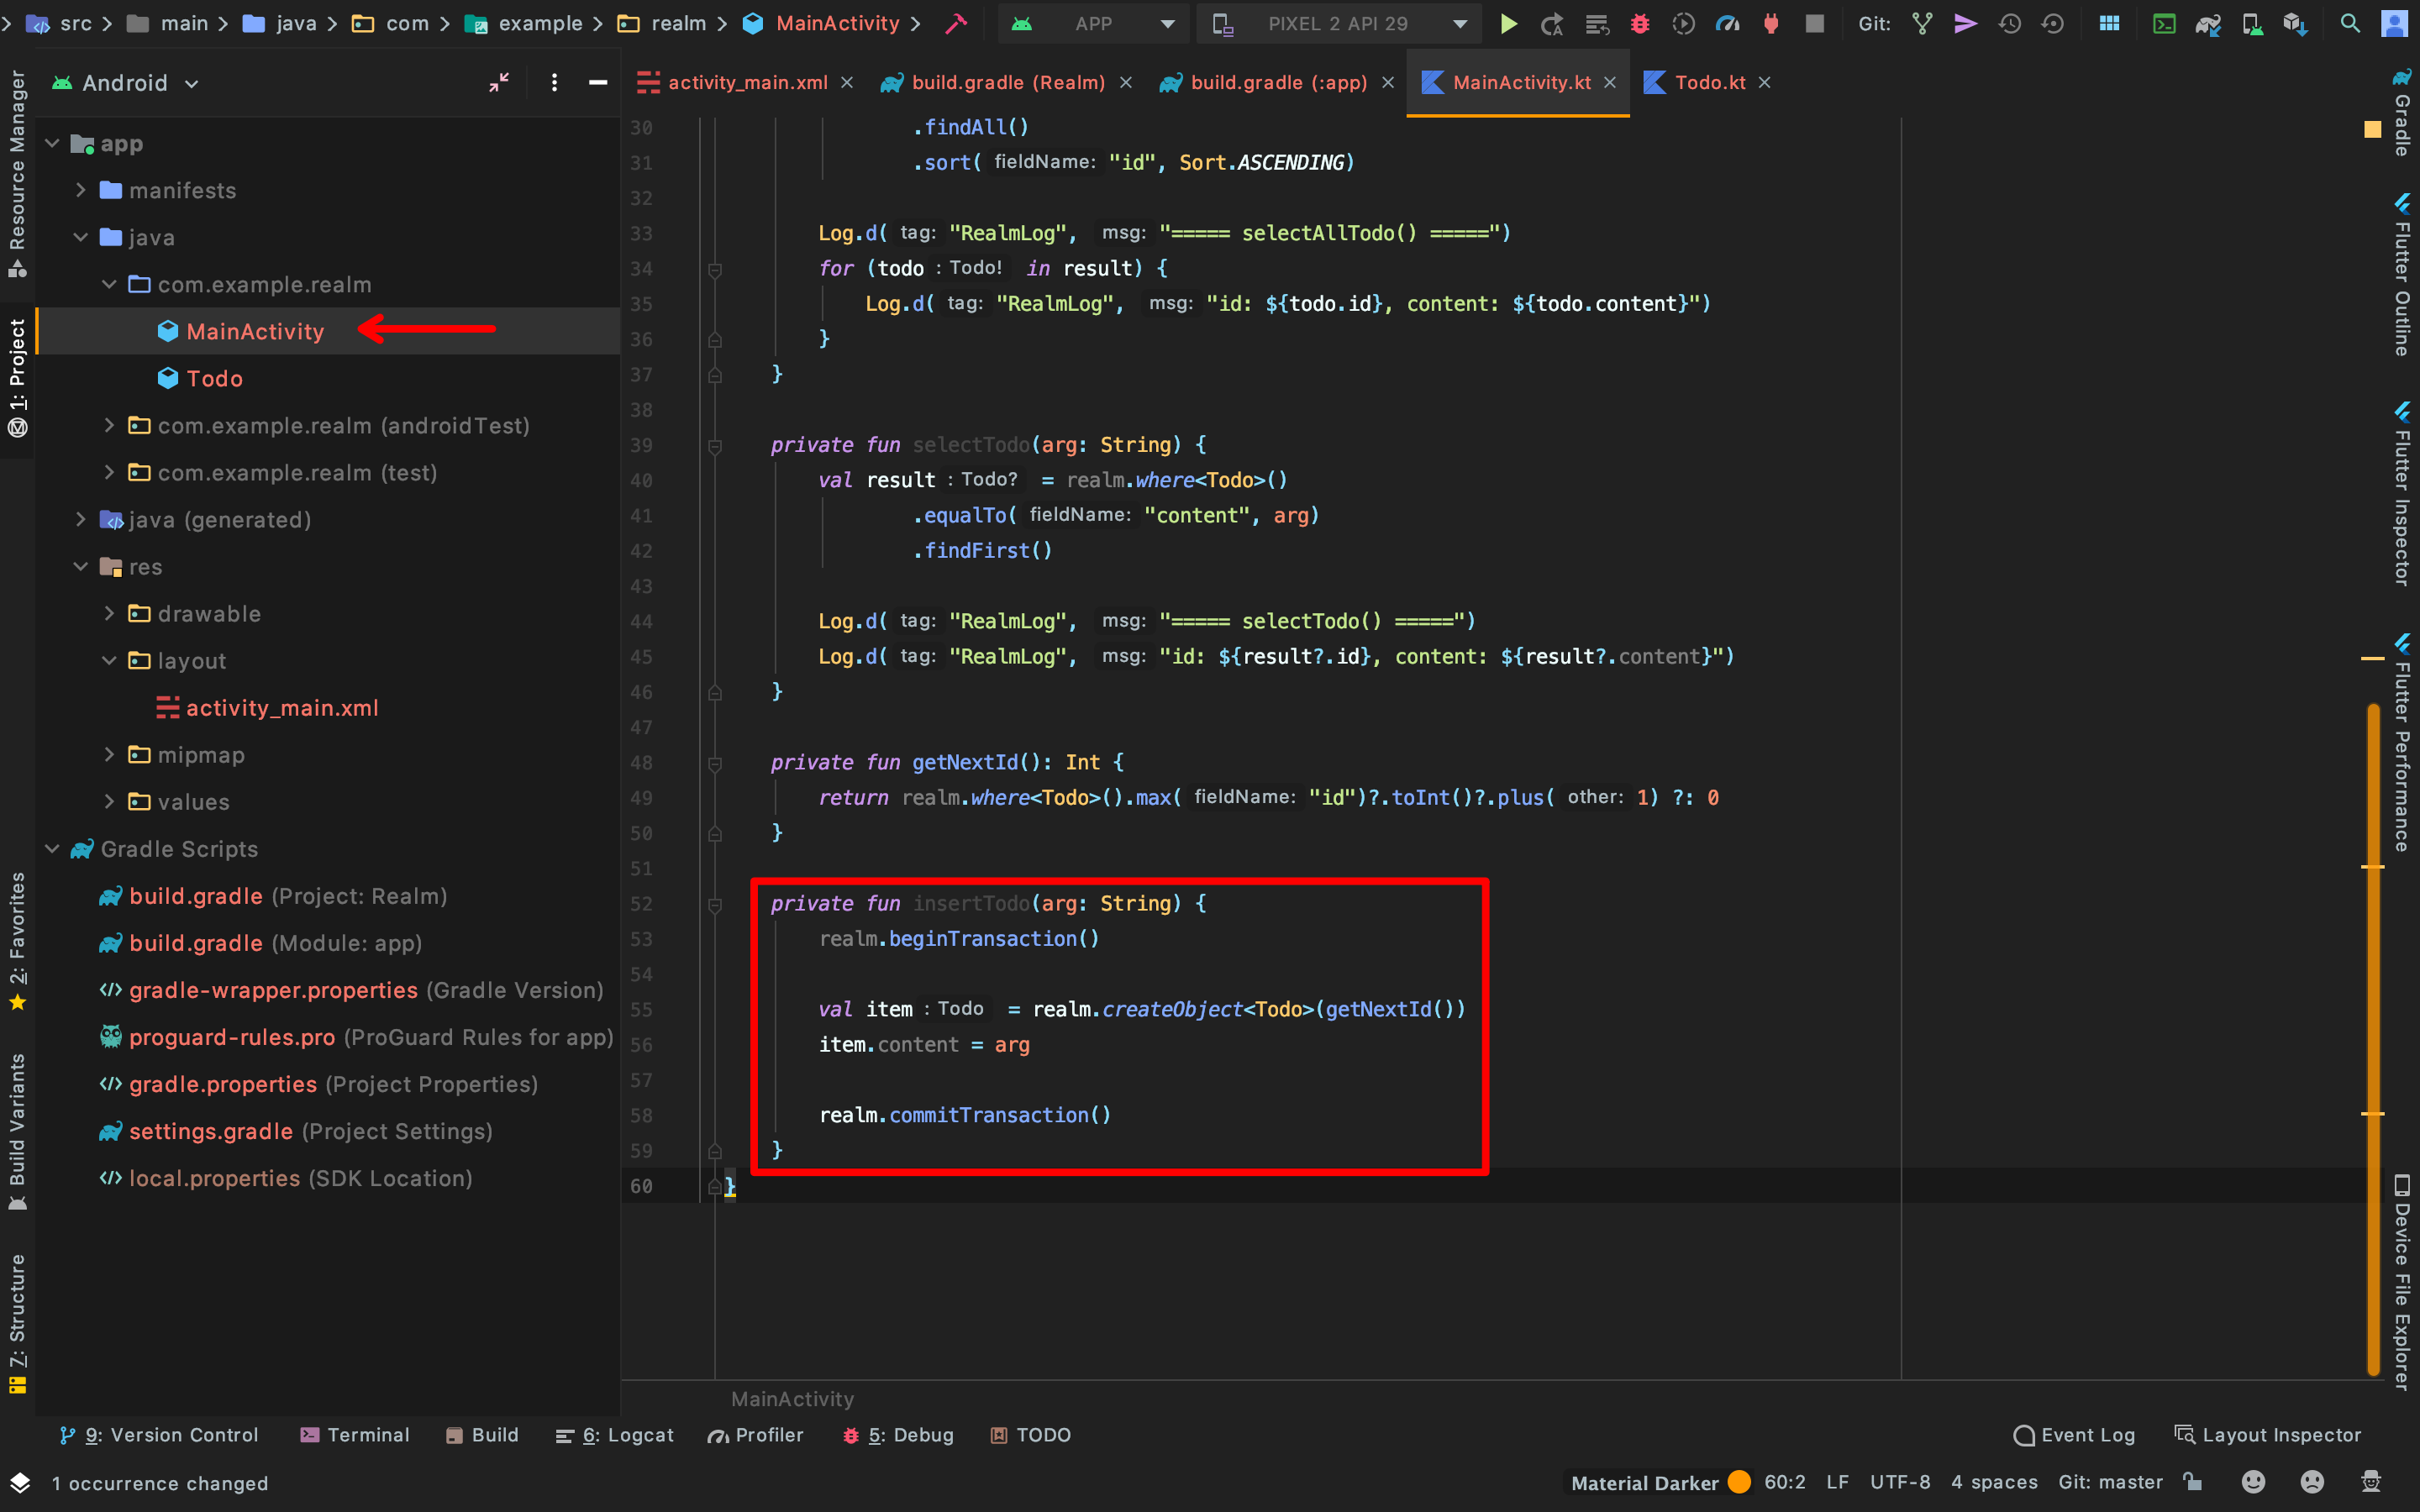 src main java com example realm MainActivity APP PIXEL 2 API 29 Git:
Android
activity_main.xml build.gradle (Realm) build.gradle (:app) MainActivity.kt Todo.kt
Resource Manager
1: Project
2: Favorites
Build Variants
7: Structure
app
manifests
java
com.example.realm
MainActivity
Todo
com.example.realm (androidTest)
com.example.realm (test)
java (generated)
res
drawable
layout
activity_main.xml
mipmap
values
Gradle Scripts
build.gradle (Project: Realm)
build.gradle (Module: app)
gradle-wrapper.properties (Gradle Version)
proguard-rules.pro (ProGuard Rules for app)
gradle.properties (Project Properties)
settings.gradle (Project Settings)
local.properties (SDK Location)
30 .findAll()
31 .sort( fieldName: "id", Sort.ASCENDING)
32
33 Log.d( tag: "RealmLog", msg: "===== selectAllTodo() =====")
34 for (todo : Todo! in result) {
35 Log.d( tag: "RealmLog", msg: "id: ${todo.id}, content: ${todo.content}")
36 }
37 }
38
39 private fun selectTodo(arg: String) {
40 val result : Todo? = realm.where<Todo>()
41 .equalTo( fieldName: "content", arg)
42 .findFirst()
43
44 Log.d( tag: "RealmLog", msg: "===== selectTodo() =====")
45 Log.d( tag: "RealmLog", msg: "id: ${result?.id}, content: ${result?.content}")
46 }
47
48 private fun getNextId(): Int {
49 return realm.where<Todo>().max( fieldName: "id")?.toInt()?.plus( other: 1) ?: 0
50 }
51
52 private fun insertTodo(arg: String) {
53 realm.beginTransaction()
54
55 val item : Todo = realm.createObject<Todo>(getNextId())
56 item.content = arg
57
58 realm.commitTransaction()
59 }
60 }
MainActivity
Gradle
Flutter Outline
Flutter Inspector
Flutter Performance
Device File Explorer
9: Version Control Terminal Build 6: Logcat Profiler 5: Debug TODO Event Log Layout Inspector
1 occurrence changed Material Darker 60:2 LF UTF-8 4 spaces Git: master